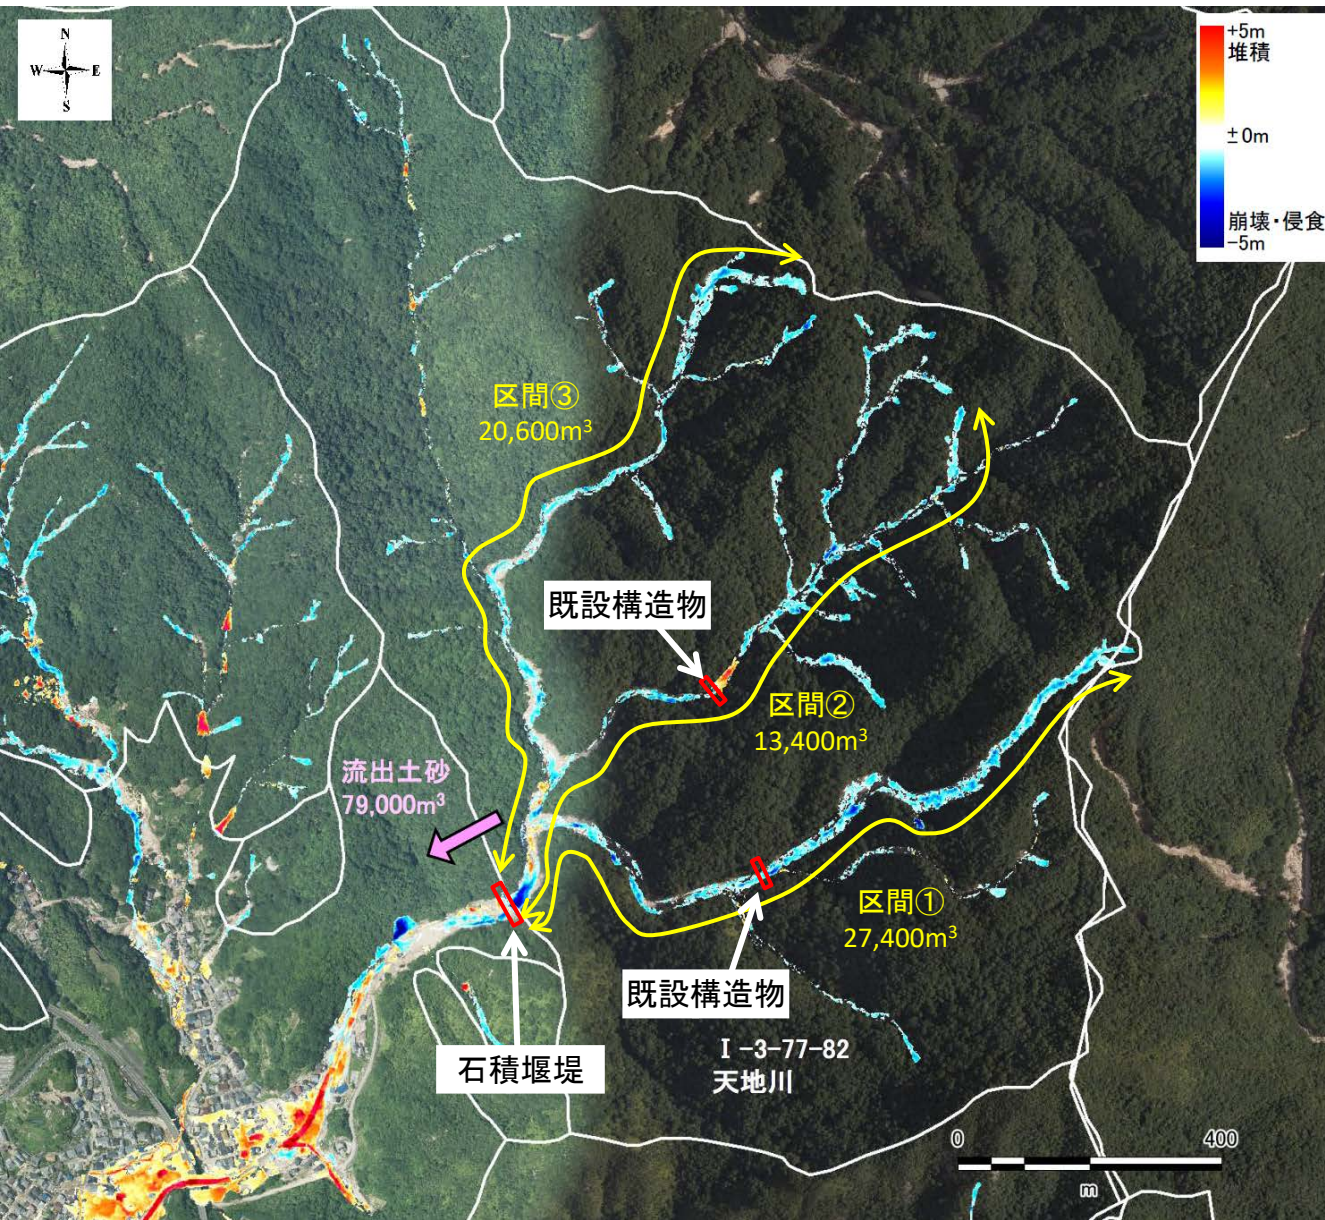 N
W E
S
+5m
堆積
±0m
崩壊・侵食
-5m
区間③
20,600m³
既設構造物
区間②
13,400m³
流出土砂
79,000m³
区間①
27,400m³
既設構造物
石積堰堤
Ⅰ-3-77-82
天地川
0 400
m